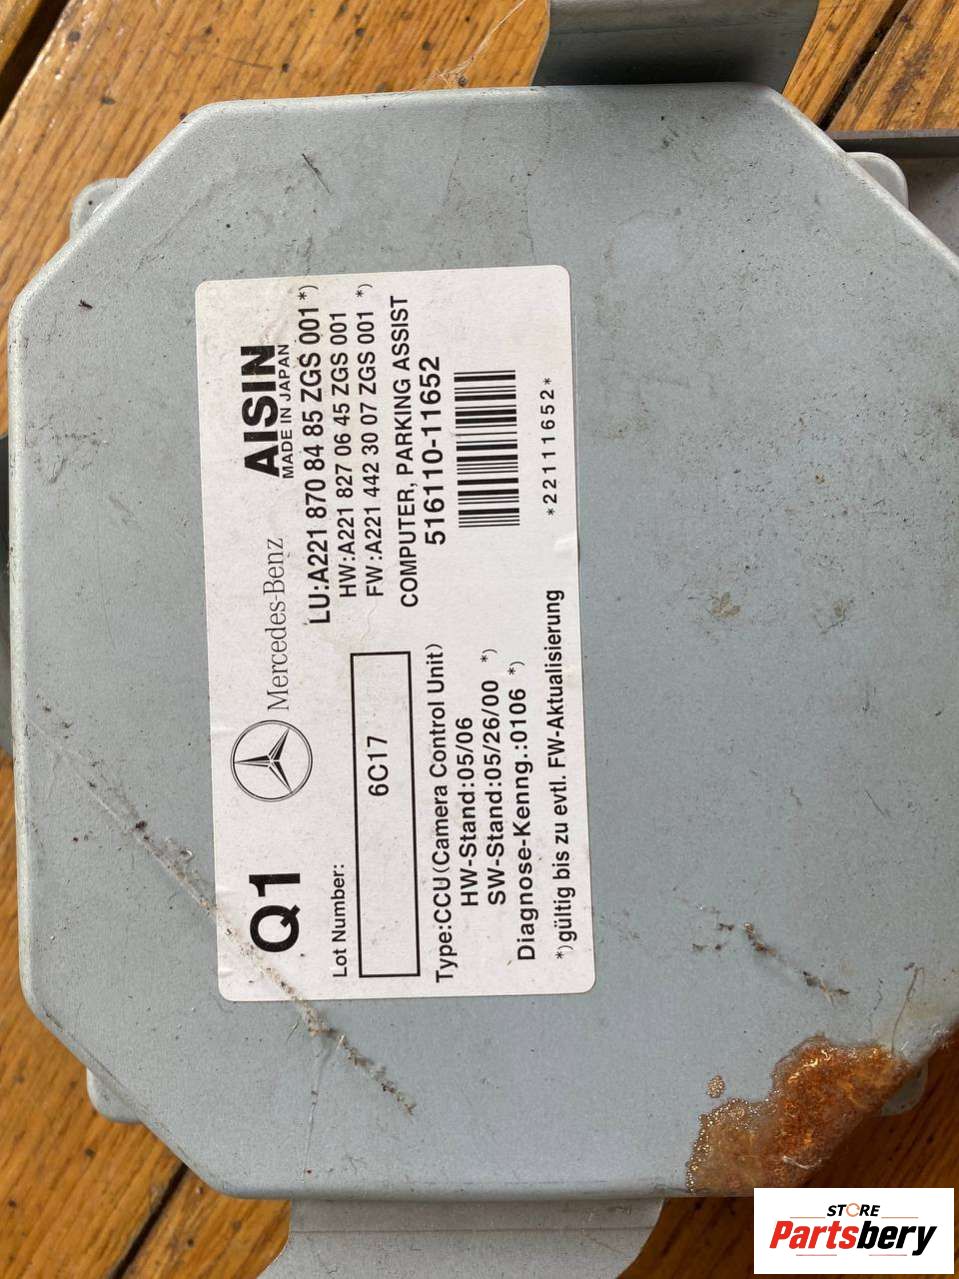 Q1
Mercedes-Benz
AISIN
MADE IN JAPAN
LU:A221 870 84 85 ZGS 001 *)
HW:A221 827 06 45 ZGS 001
FW:A221 442 30 07 ZGS 001 *)
COMPUTER, PARKING ASSIST
516110-11652
*22111652*
Lot Number:
6C17
Type:CCU(Camera Control Unit)
HW-Stand:05/06
SW-Stand:05/26/00 *)
Diagnose-Kenng.:0106 *)
*)gültig bis zu evtl. FW-Aktualisierung
STORE
Partsbery